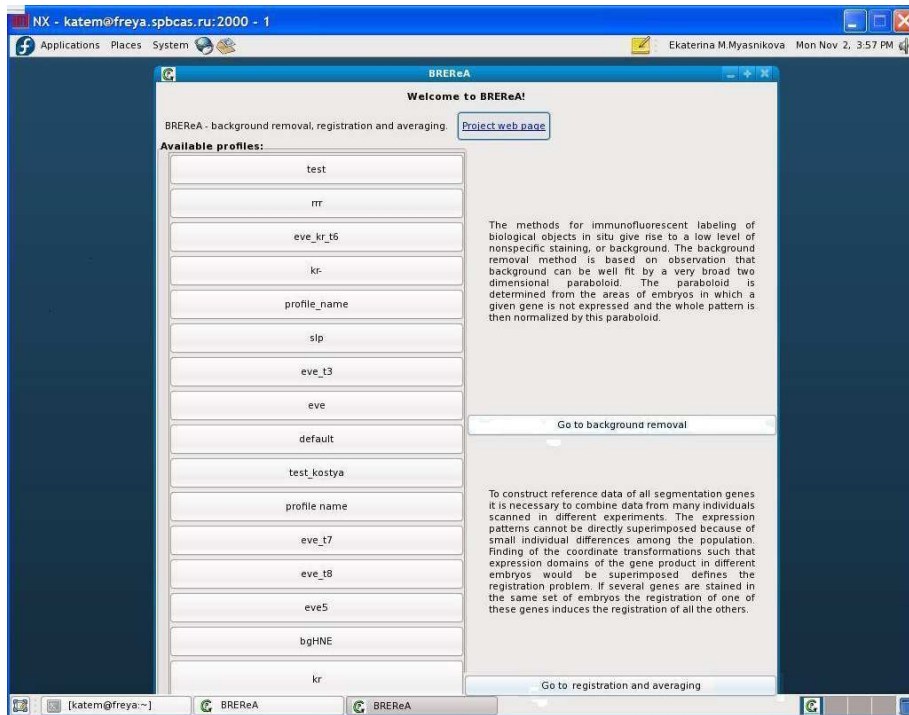 NX - katem@freya.spbcas.ru:2000 - 1
Applications Places System
Ekaterina M.Myasnikova Mon Nov 2, 3:57 PM
BREReA
Welcome to BREReA!
BREReA - background removal, registration and averaging.
Project web page
Available profiles:
test
rrr
eve_kr_t6
kr-
profile_name
slp
eve_t3
eve
default
test_kostya
profile name
eve_t7
eve_t8
eve5
bgHNE
kr
The methods for immunofluorescent labeling of
biological objects in situ give rise to a low level of
nonspecific staining, or background. The background
removal method is based on observation that
background can be well fit by a very broad two
dimensional paraboloid. The paraboloid is
determined from the areas of embryos in which a
given gene is not expressed and the whole pattern is
then normalized by this paraboloid.
Go to background removal
To construct reference data of all segmentation genes
it is necessary to combine data from many individuals
scanned in different experiments. The expression
patterns cannot be directly superimposed because of
small individual differences among the population.
Finding of the coordinate transformations such that
expression domains of the gene product in different
embryos would be superimposed defines the
registration problem. If several genes are stained in
the same set of embryos the registration of one of
these genes induces the registration of all the others.
Go to registration and averaging
[katem@freya:~]
BREReA
BREReA